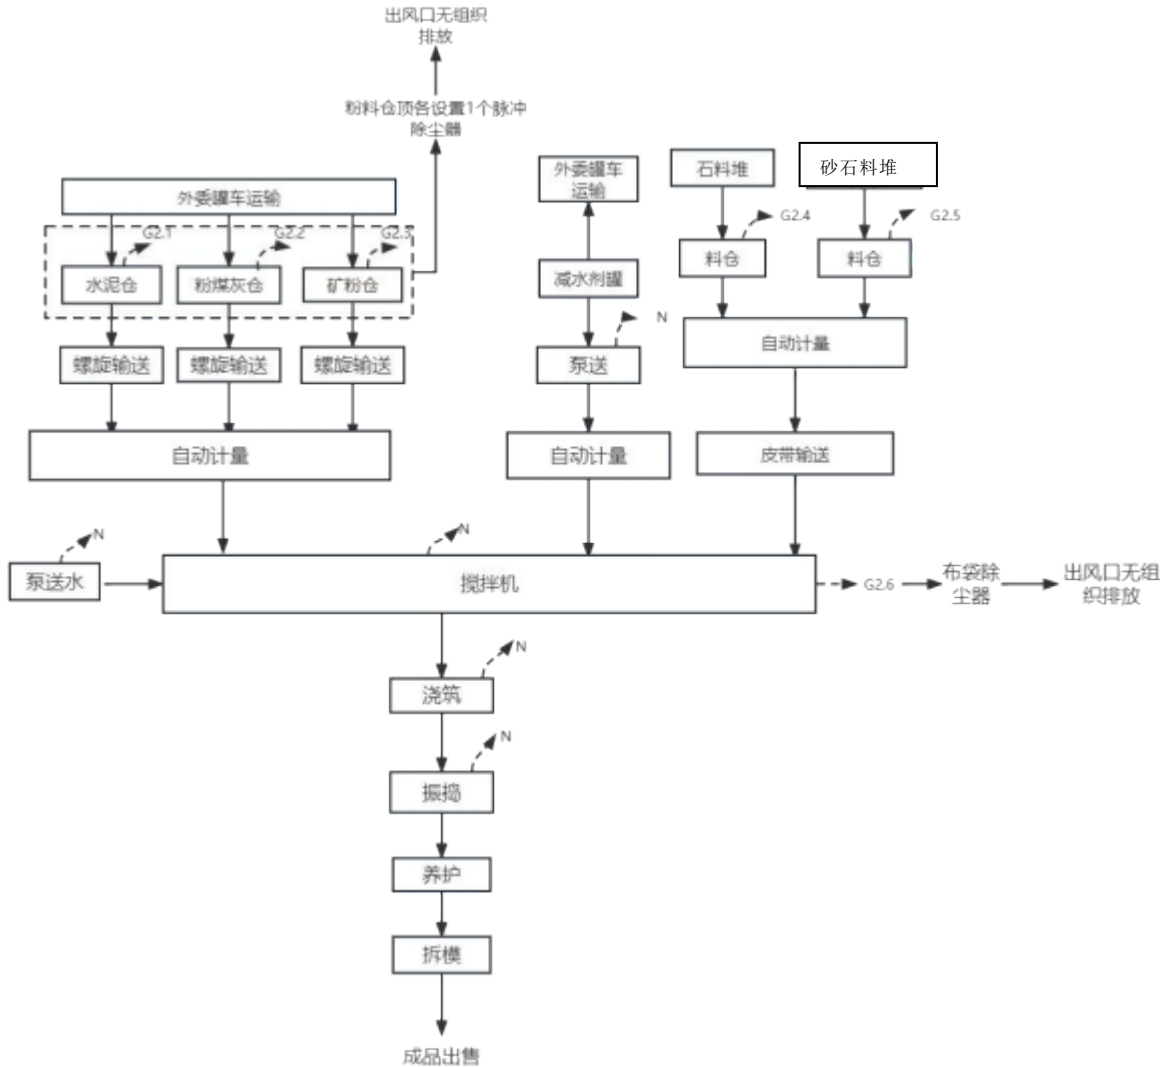 出风口无组织
排放
粉料仓顶各设置1个脉冲
除尘器
外委罐车运输
外委罐车
运输
石料堆
砂石料堆
G2.1
G2.2
G2.3
G2.4
G2.5
水泥仓
粉煤灰仓
矿粉仓
减水剂罐
料仓
料仓
螺旋输送
螺旋输送
螺旋输送
泵送
N
自动计量
自动计量
自动计量
皮带输送
N
泵送水
N
搅拌机
G2.6
布袋除
尘器
出风口无组
织排放
N
浇筑
N
振捣
养护
拆模
成品出售